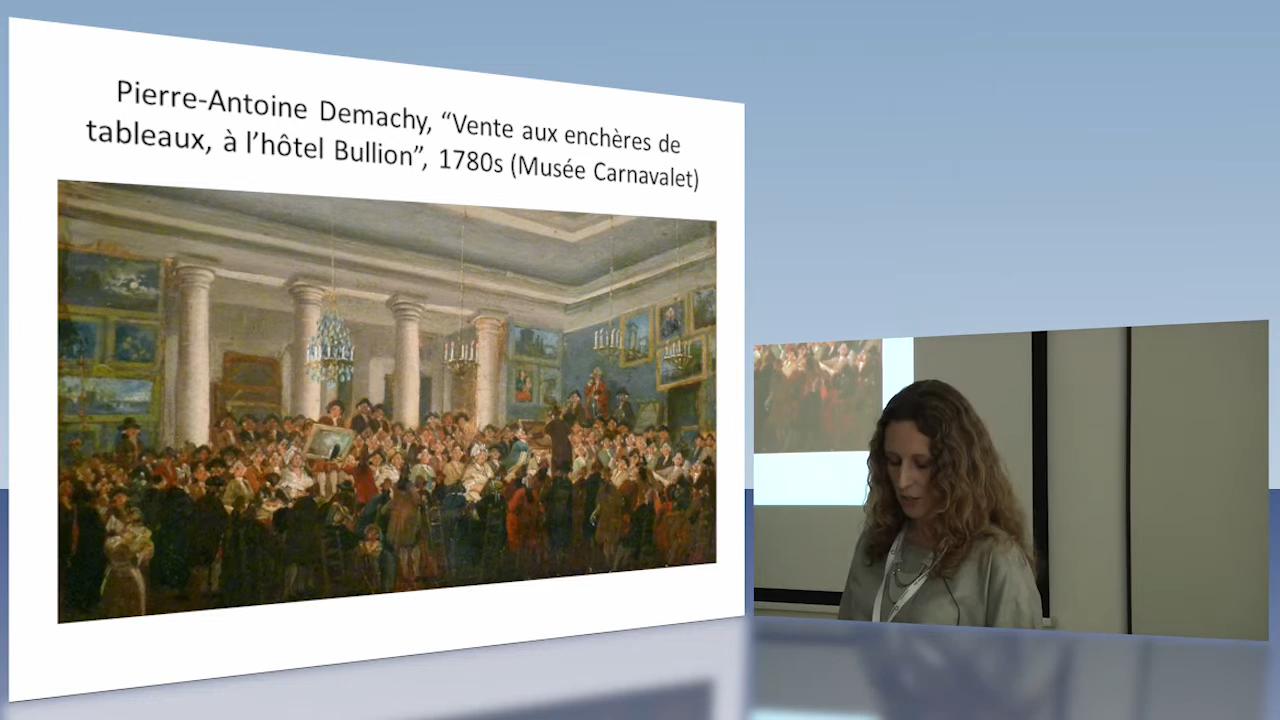 Pierre-Antoine Demachy, “Vente aux enchères de
tableaux, à l’hôtel Bullion”, 1780s (Musée Carnavalet)